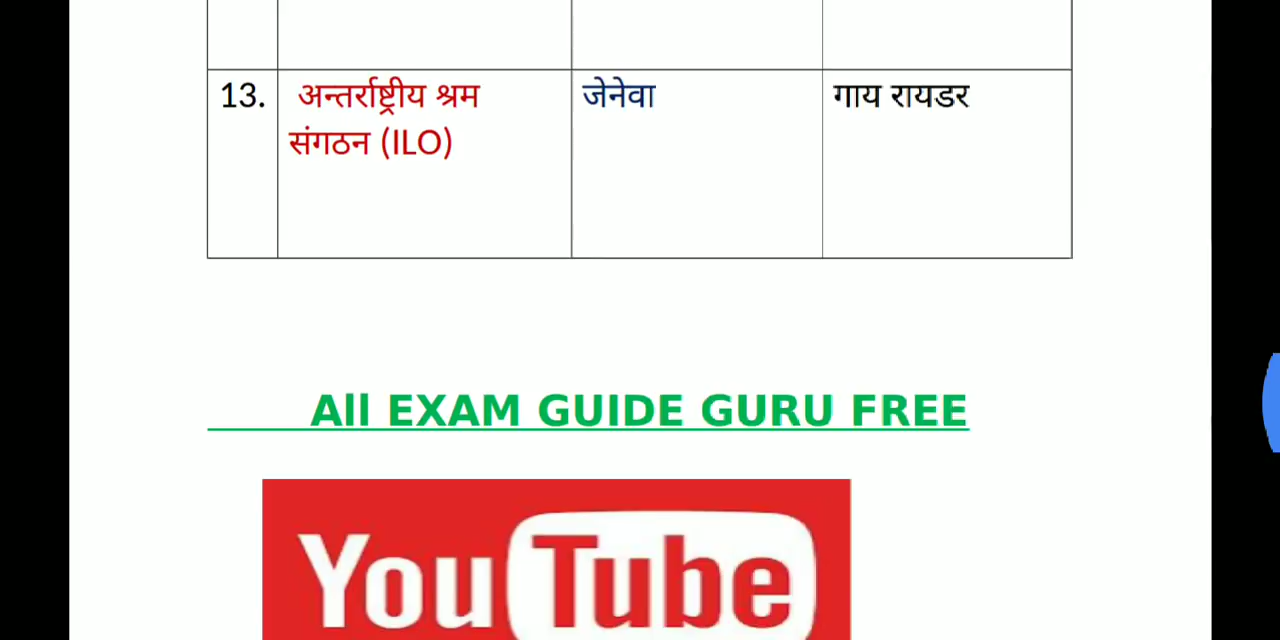 13. अन्तर्राष्ट्रीय श्रम जेनेवा गाय रायडर
संगठन (ILO)
All EXAM GUIDE GURU FREE
YouTube